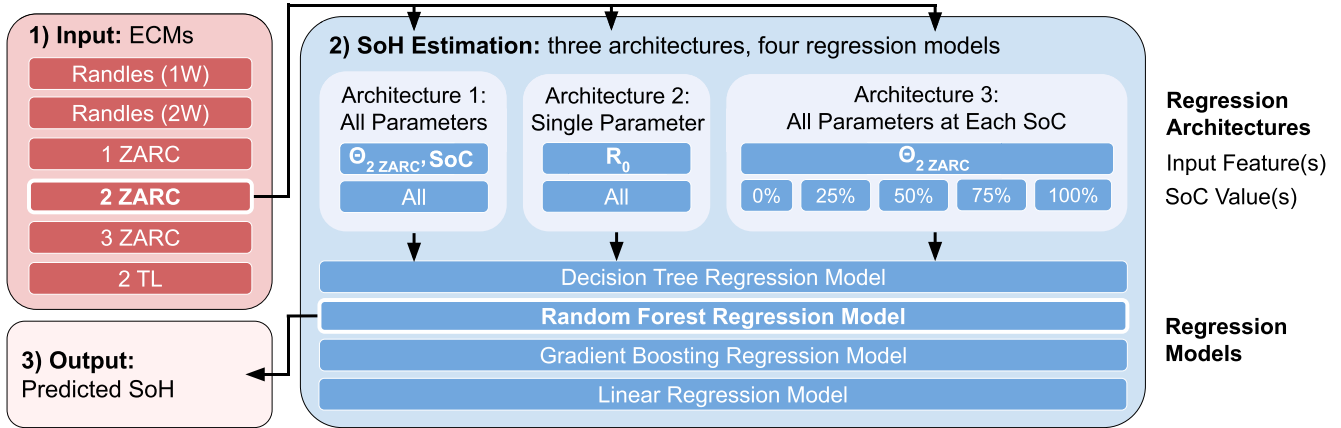 1) Input: ECMs
Randles (1W)
Randles (2W)
1 ZARC
2 ZARC
3 ZARC
2 TL
2) SoH Estimation: three architectures, four regression models
Architecture 1:
All Parameters
Θ2 ZARC, SoC
All
Architecture 2:
Single Parameter
R0
All
Architecture 3:
All Parameters at Each SoC
Θ2 ZARC
0% 25% 50% 75% 100%
Regression
Architectures
Input Feature(s)
SoC Value(s)
Decision Tree Regression Model
Random Forest Regression Model
Gradient Boosting Regression Model
Linear Regression Model
Regression
Models
3) Output:
Predicted SoH